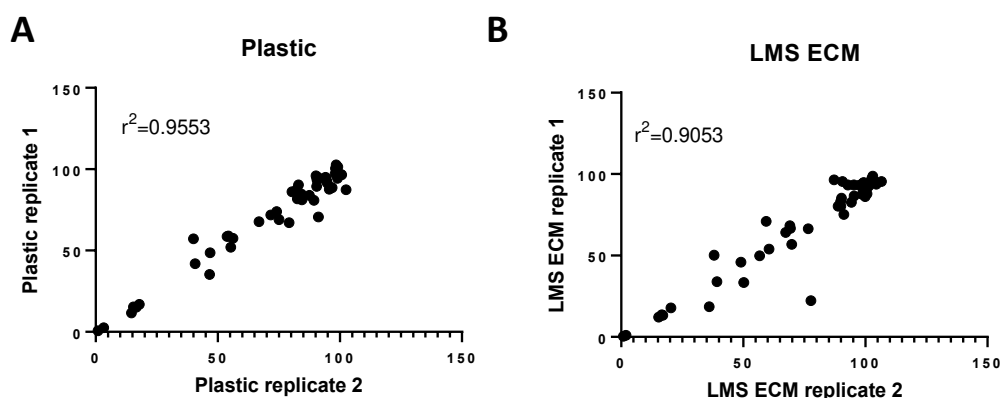 A
Plastic
r²=0.9553
Plastic replicate 1
150
100
50
0
0
50
100
150
Plastic replicate 2
B
LMS ECM
r²=0.9053
LMS ECM replicate 1
150
100
50
0
0
50
100
150
LMS ECM replicate 2